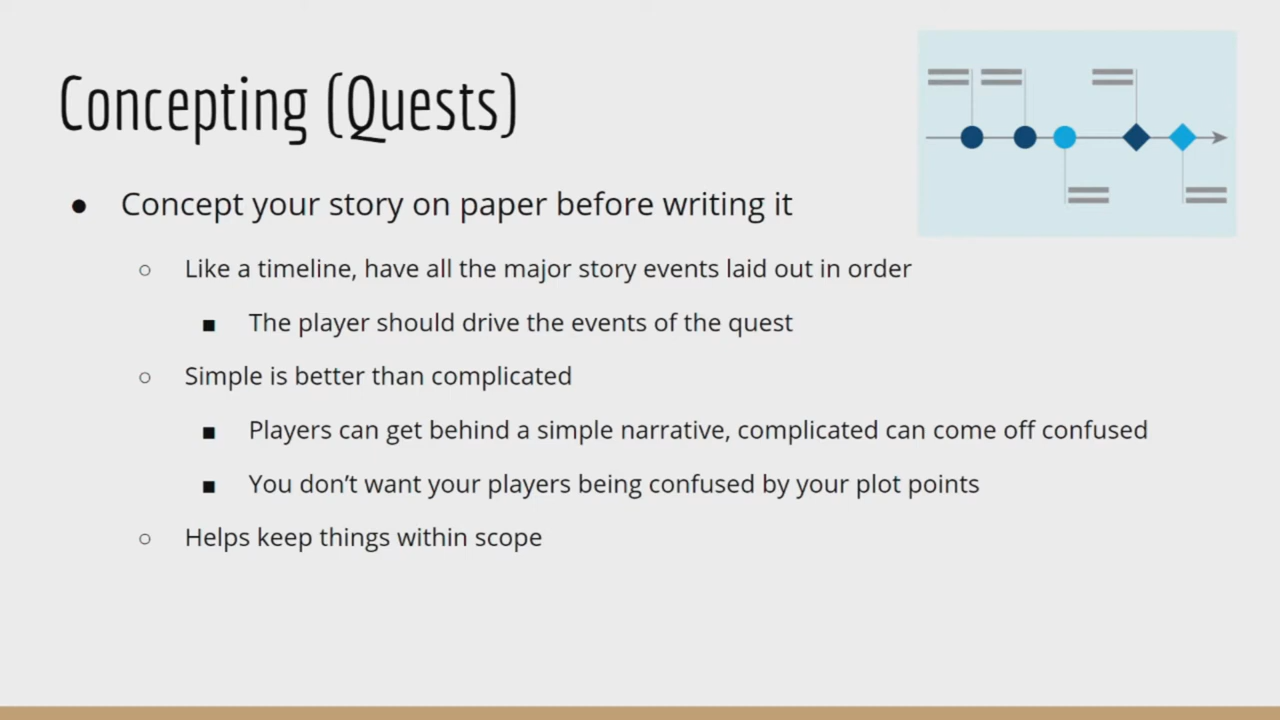 Concepting (Quests)
● Concept your story on paper before writing it
○ Like a timeline, have all the major story events laid out in order
■ The player should drive the events of the quest
○ Simple is better than complicated
■ Players can get behind a simple narrative, complicated can come off confused
■ You don’t want your players being confused by your plot points
○ Helps keep things within scope